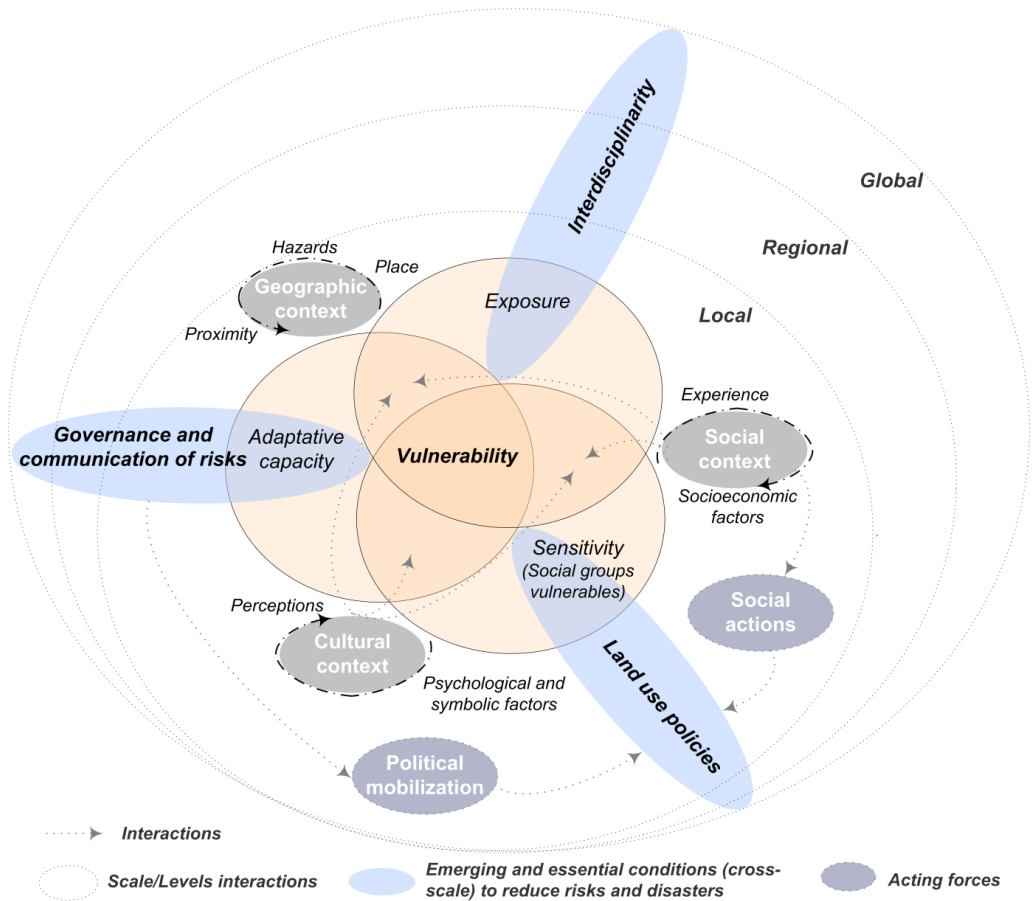 Interdisciplinarity
Global
Regional
Local
Hazards
Place
Geographic
context
Proximity
Exposure
Experience
Social
context
Socioeconomic
factors
Governance and
communication of risks
Adaptative
capacity
Vulnerability
Sensitivity
(Social groups
vulnerables)
Social
actions
Perceptions
Cultural
context
Psychological and
symbolic factors
Land use policies
Political
mobilization
Interactions
Scale/Levels interactions
Emerging and essential conditions (cross-
scale) to reduce risks and disasters
Acting forces